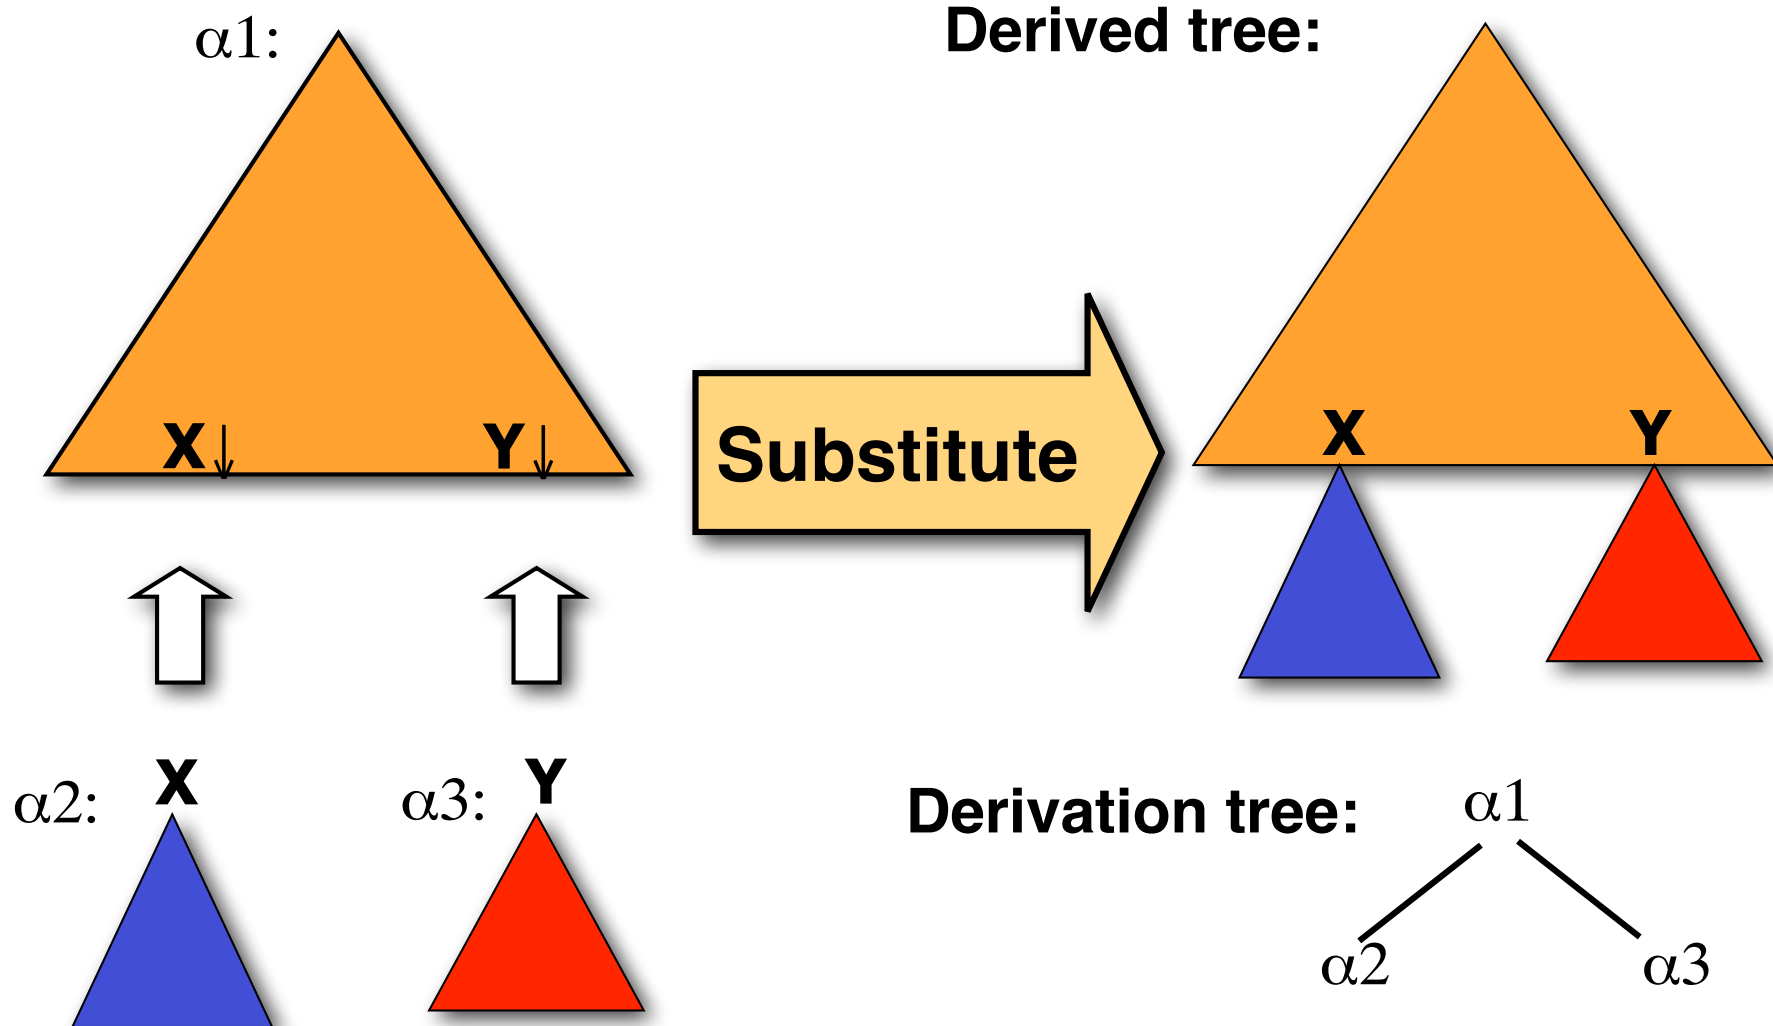 α1:
X↓
Y↓
α2:
X
α3:
Y
Substitute
Derived tree:
X
Y
Derivation tree:
α1
α2
α3